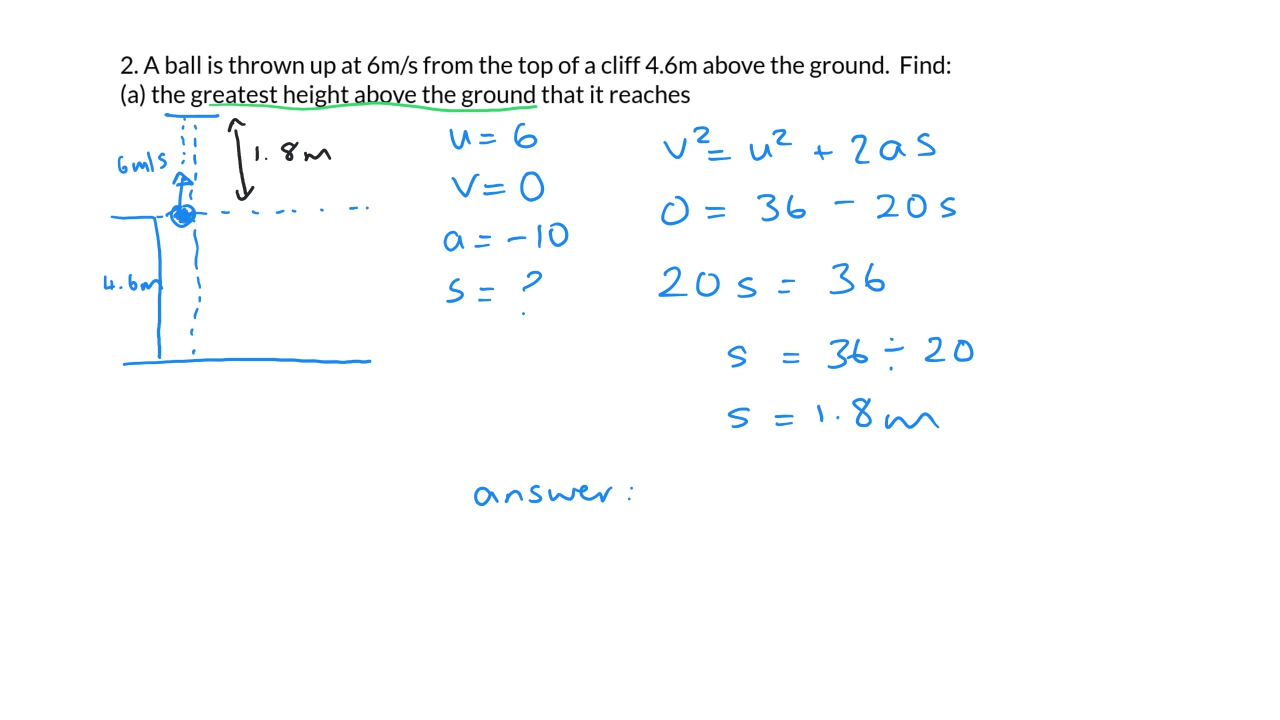 2. A ball is thrown up at 6m/s from the top of a cliff 4.6m above the ground.  Find:
(a) the greatest height above the ground that it reaches
6m/s
1.8m
4.6m
u = 6
v = 0
a = -10
s = ?
v² = u² + 2as
0 = 36 - 20s
20s = 36
s = 36 ÷ 20
s = 1.8m
answer: